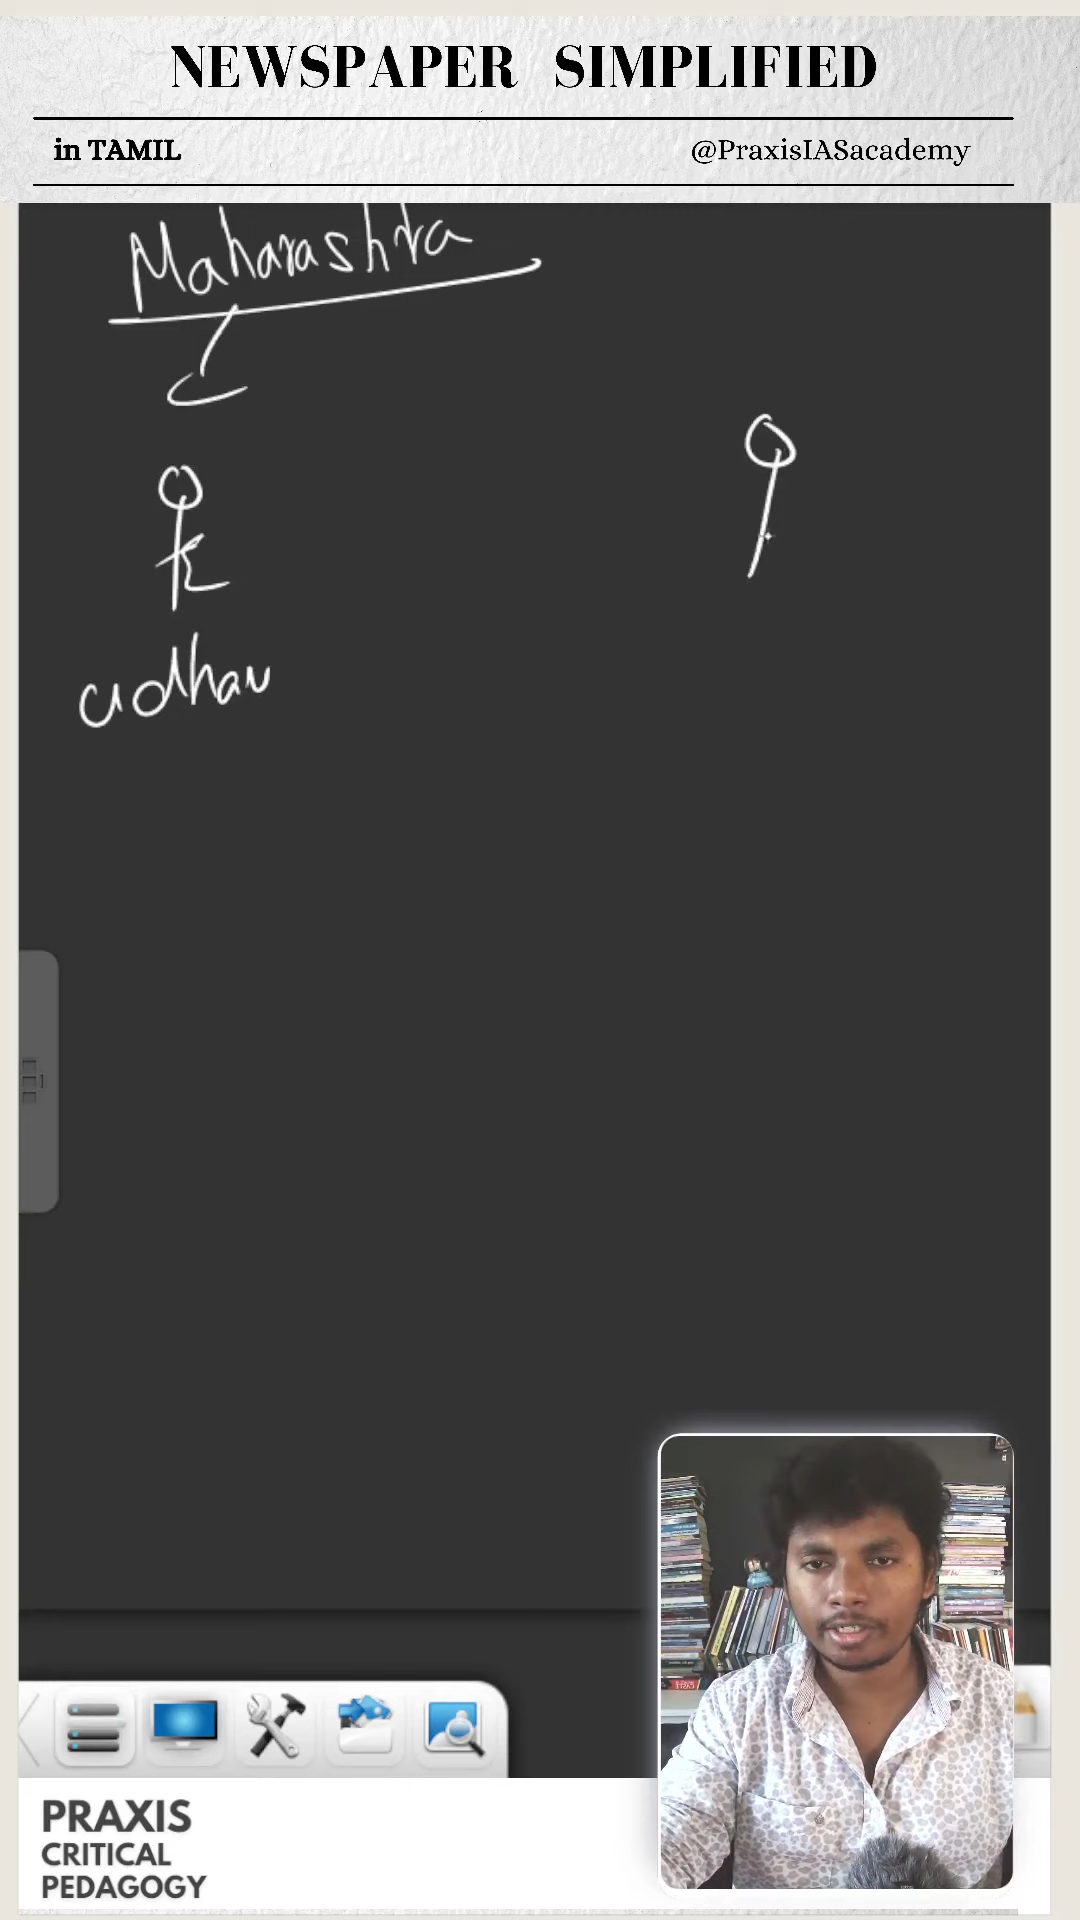 NEWSPAPER SIMPLIFIED
in TAMIL
@PraxisIASacademy
Maharashtra
udhav
PRAXIS
CRITICAL
PEDAGOGY